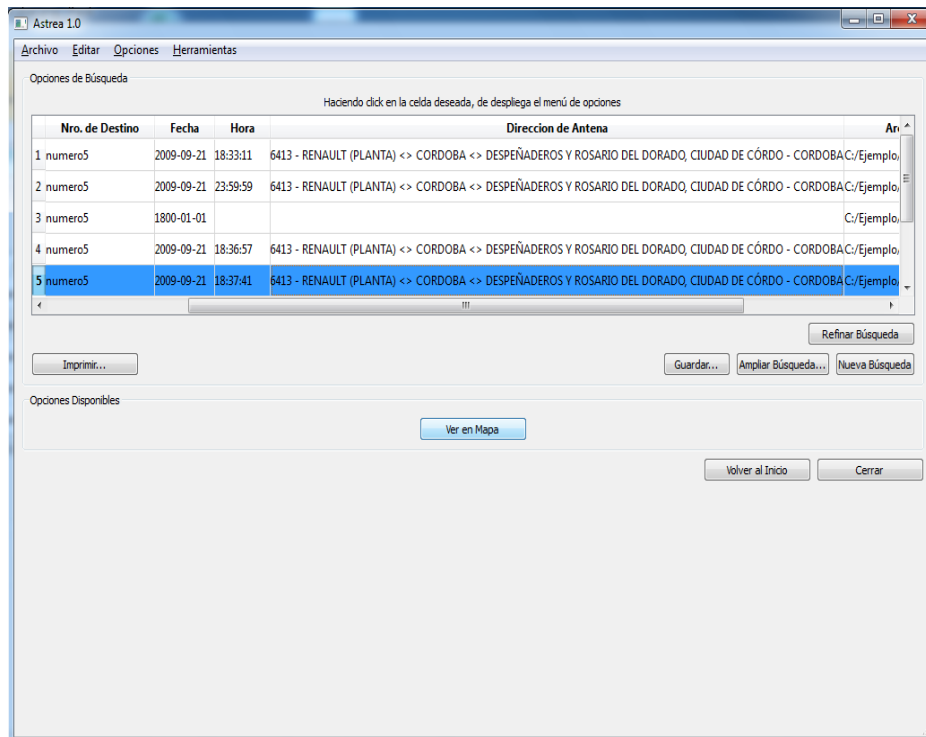 Astrea 1.0
Archivo Editar Opciones Herramientas
Opciones de Búsqueda
Haciendo click en la celda deseada, de despliega el menú de opciones
Nro. de Destino Fecha Hora Direccion de Antena
1 numero5 2009-09-21 18:33:11 6413 - RENAULT (PLANTA) <> CORDOBA <> DESPEÑADEROS Y ROSARIO DEL DORADO, CIUDAD DE CÓRDO - CORDOBA C:/Ejemplo/
2 numero5 2009-09-21 23:59:59 6413 - RENAULT (PLANTA) <> CORDOBA <> DESPEÑADEROS Y ROSARIO DEL DORADO, CIUDAD DE CÓRDO - CORDOBA C:/Ejemplo/
3 numero5 1800-01-01 C:/Ejemplo/
4 numero5 2009-09-21 18:36:57 6413 - RENAULT (PLANTA) <> CORDOBA <> DESPEÑADEROS Y ROSARIO DEL DORADO, CIUDAD DE CÓRDO - CORDOBA C:/Ejemplo/
5 numero5 2009-09-21 18:37:41 6413 - RENAULT (PLANTA) <> CORDOBA <> DESPEÑADEROS Y ROSARIO DEL DORADO, CIUDAD DE CÓRDO - CORDOBA C:/Ejemplo/
Refinar Búsqueda
Imprimir... Guardar... Ampliar Búsqueda... Nueva Búsqueda
Opciones Disponibles
Ver en Mapa
Volver al Inicio Cerrar